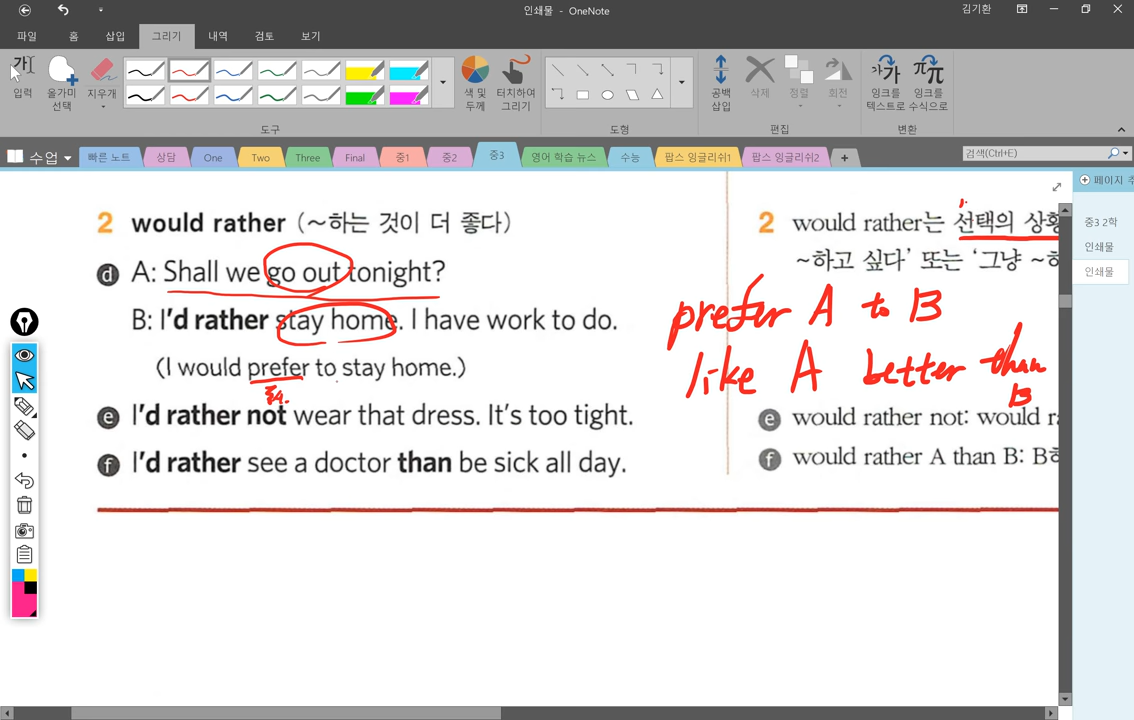 인쇄물 - OneNote
김기환
파일 홈 삽입 그리기 내역 검토 보기
가
입력
올가미
선택
지우개
색 및
두께
터치하여
그리기
공백
삽입
삭제
정렬
회전
잉크를
텍스트로
잉크를
수식으로
도구
도형
편집
변환
수업 빠른 노트 상담 One Two Three Final 중1 중2 중3 영어 학습 뉴스 수능 팝스 잉글리쉬1 팝스 잉글리쉬2 +
검색(Ctrl+E)
페이지 추
중3 2학
인쇄물
인쇄물
2 would rather (~하는 것이 더 좋다)
d A: Shall we go out tonight?
B: I'd rather stay home. I have work to do.
(I would prefer to stay home.)
e I'd rather not wear that dress. It's too tight.
f I'd rather see a doctor than be sick all day.
2 would rather는 선택의 상황
~하고 싶다' 또는 '그냥 ~하
prefer A to B
like A better than
B
e would rather not: would ra
f would rather A than B: B하